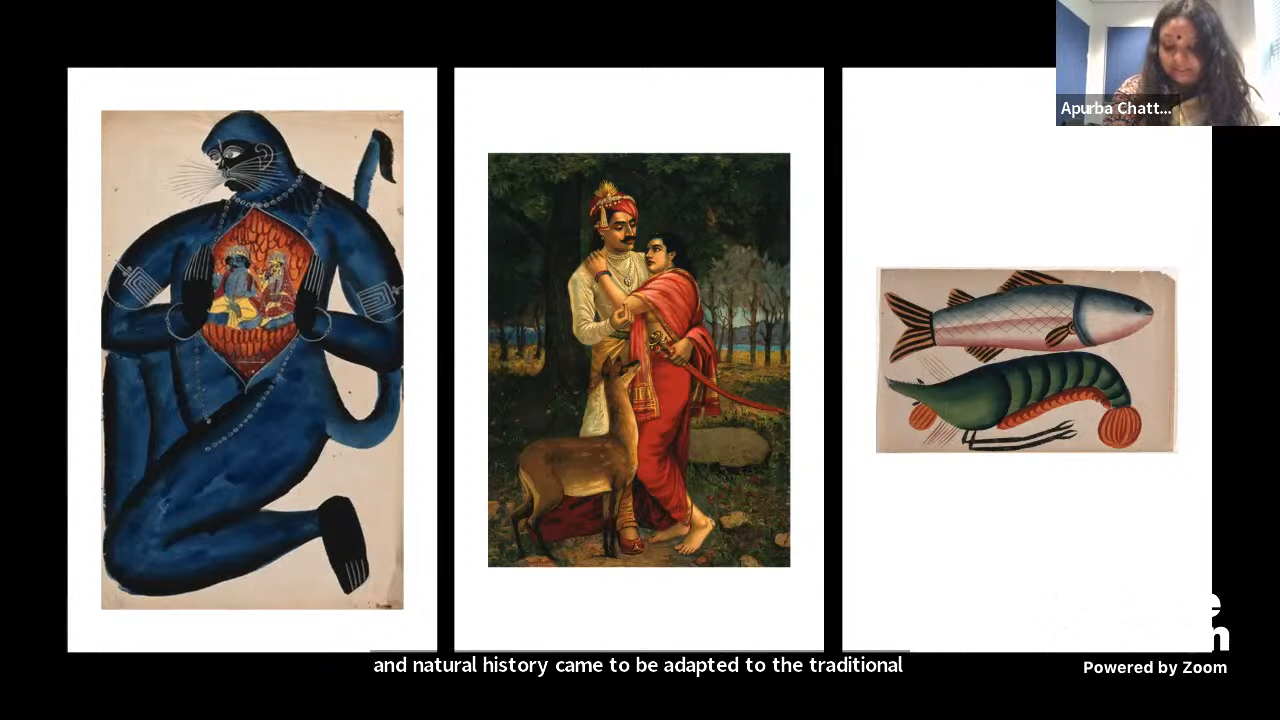 Apurba Chatt...
and natural history came to be adapted to the traditional
Powered by Zoom